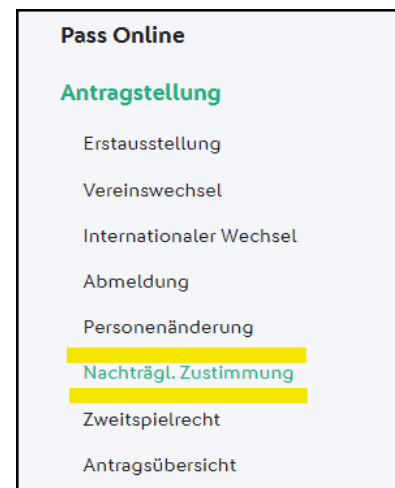 Pass Online
Antragstellung
Erstausstellung
Vereinswechsel
Internationaler Wechsel
Abmeldung
Personenänderung
Nachträgl. Zustimmung
Zweitspielrecht
Antragsübersicht